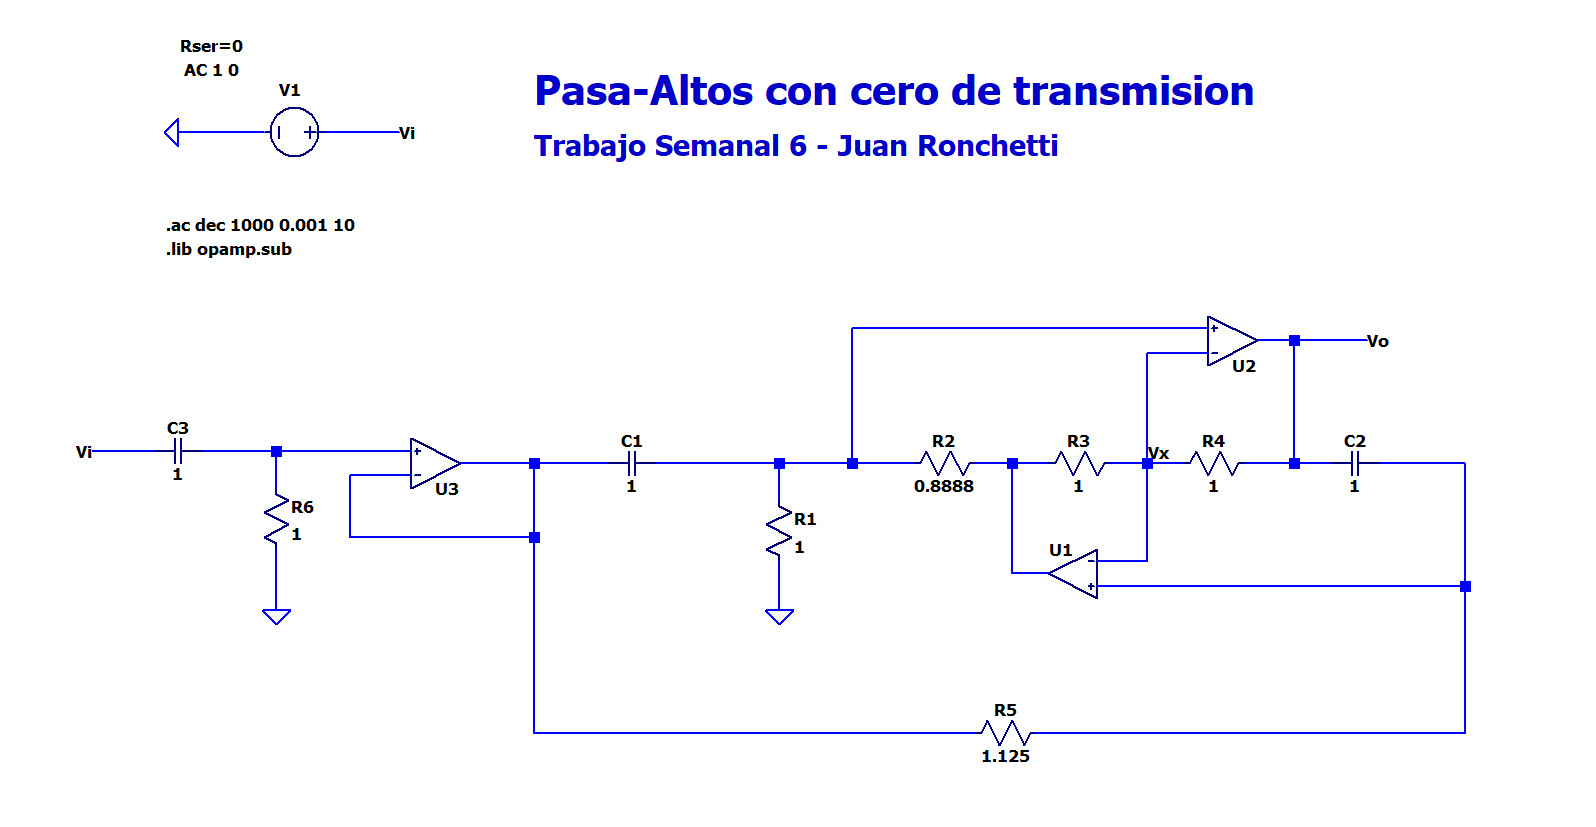 Rser=0
AC 1 0
V1
Vi
Pasa-Altos con cero de transmision
Trabajo Semanal 6 - Juan Ronchetti
.ac dec 1000 0.001 10
.lib opamp.sub
U2
Vo
Vi
C3
1
U3
R6
1
C1
1
R1
1
R2
0.8888
R3
1
Vx
R4
1
C2
1
U1
R5
1.125